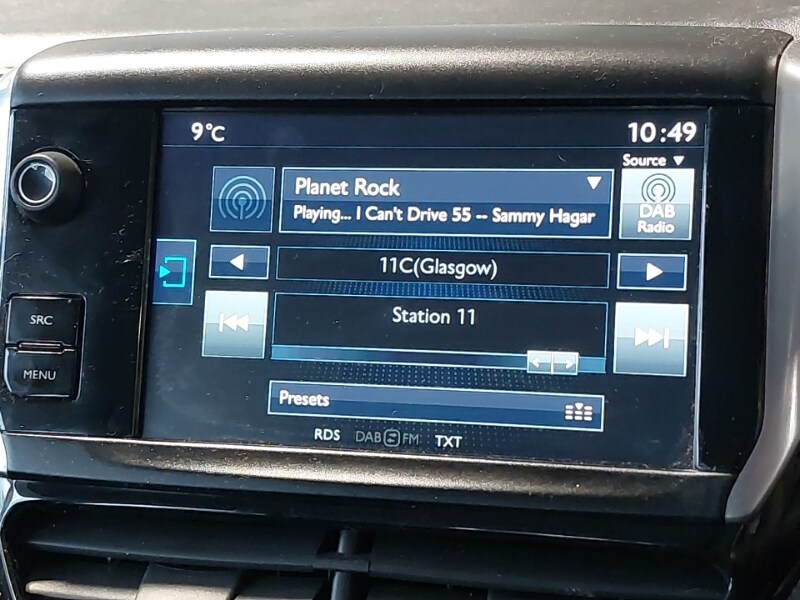 9°C
10:49
Source ▼
Planet Rock
Playing... I Can't Drive 55 -- Sammy Hagar
DAB
Radio
11C(Glasgow)
Station 11
SRC
MENU
Presets
RDS DAB FM TXT